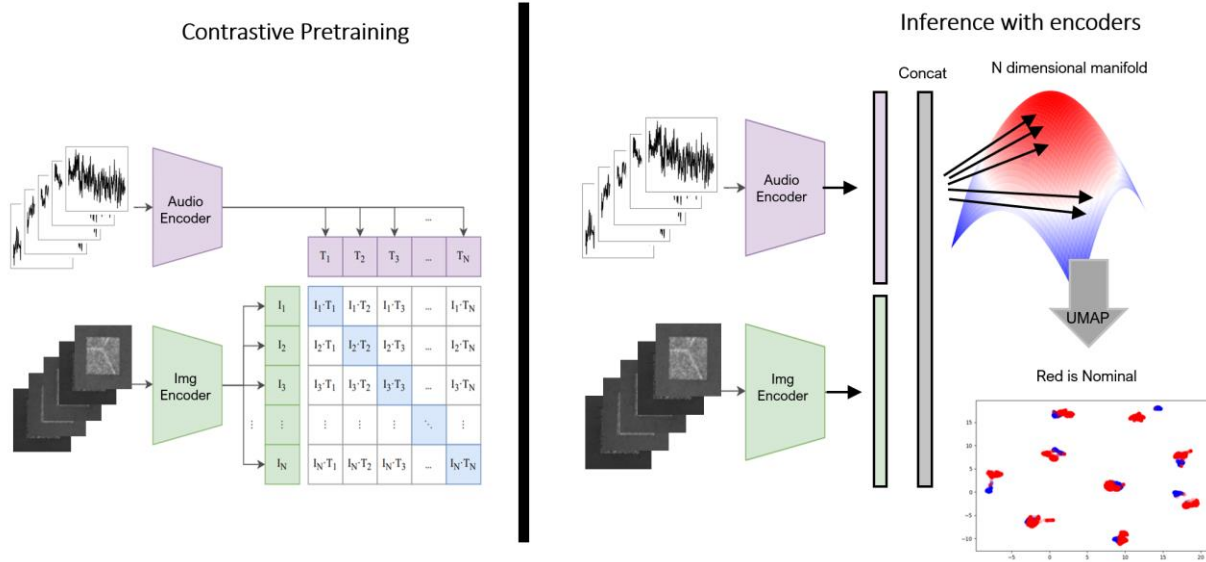 Contrastive Pretraining
Audio
Encoder
...
T1 T2 T3 ... TN
I1 I1·T1 I1·T2 I1·T3 ... I1·TN
I2 I2·T1 I2·T2 I2·T3 ... I2·TN
I3 I3·T1 I3·T2 I3·T3 ... I3·TN
⋮ ⋮ ⋮ ⋮ ⋮ ⋱ ⋮
IN IN·T1 IN·T2 IN·T3 ... IN·TN
Img
Encoder
Inference with encoders
Concat
N dimensional manifold
Audio
Encoder
Img
Encoder
UMAP
Red is Nominal
15
10
5
0
−5
−10
−5 0 5 10 15 20